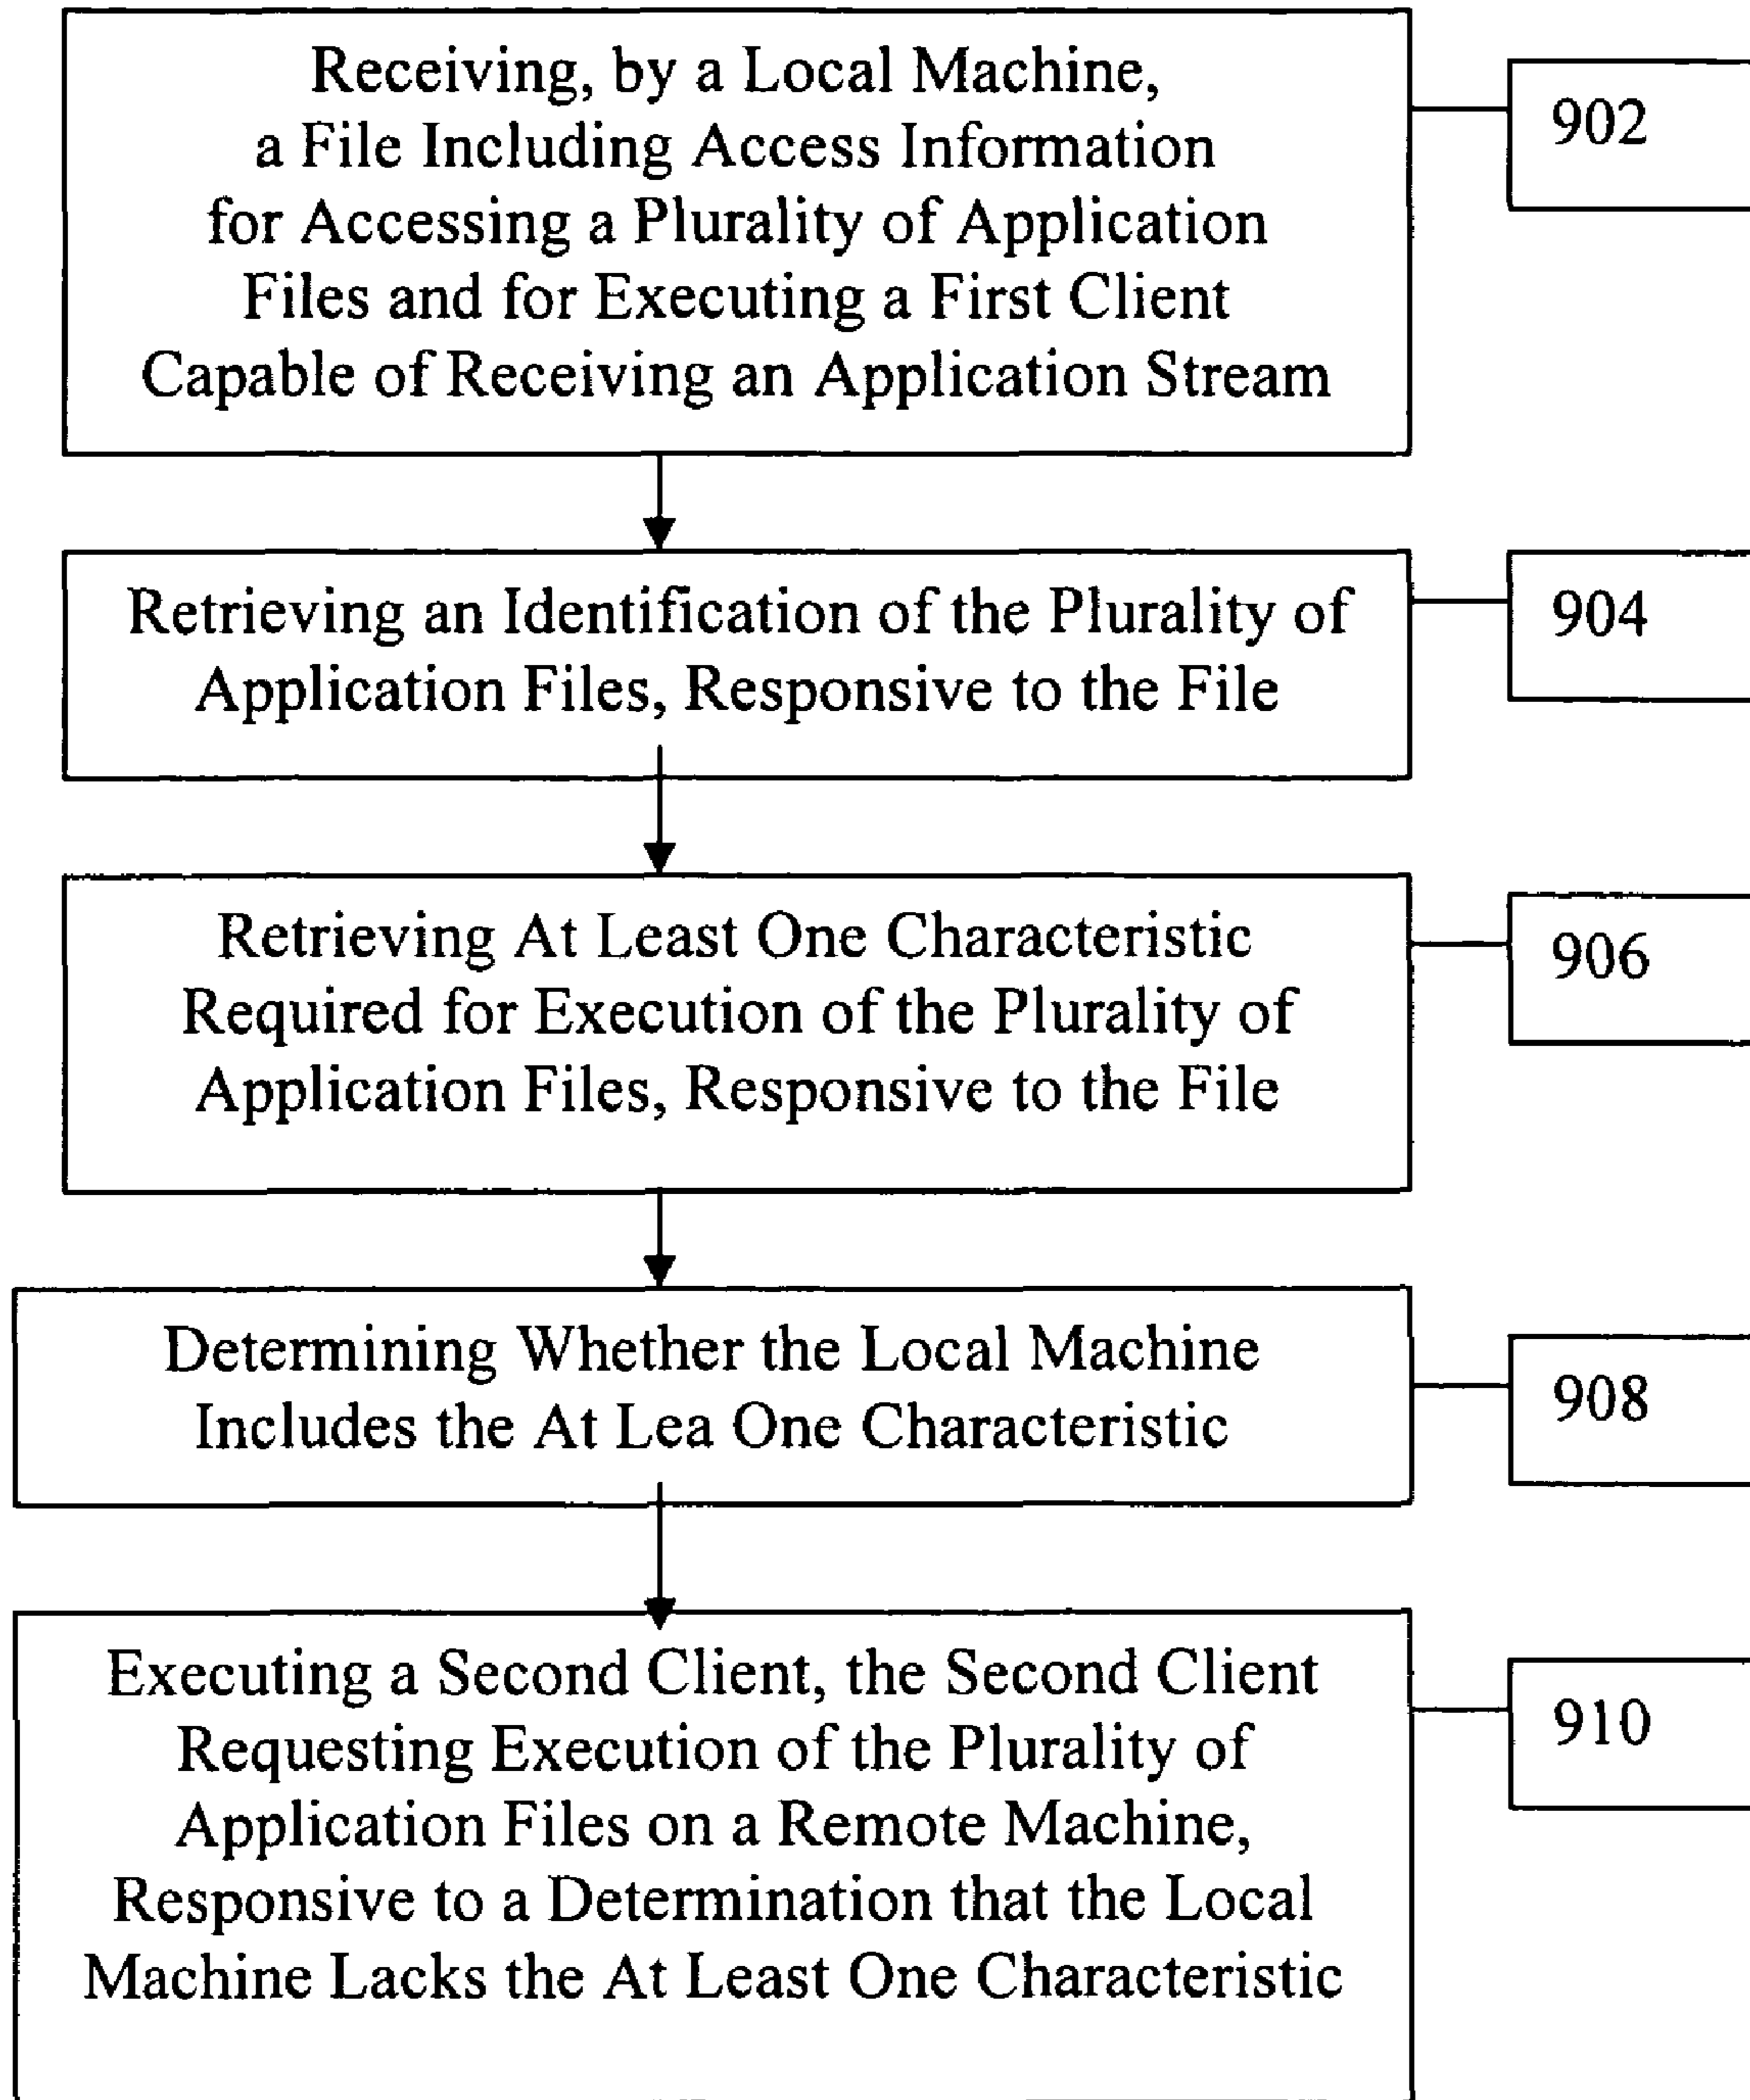 Receiving, by a Local Machine,
a File Including Access Information
for Accessing a Plurality of Application
Files and for Executing a First Client
Capable of Receiving an Application Stream
902
Retrieving an Identification of the Plurality of
Application Files, Responsive to the File
904
Retrieving At Least One Characteristic
Required for Execution of the Plurality of
Application Files, Responsive to the File
906
Determining Whether the Local Machine
Includes the At Lea One Characteristic
908
Executing a Second Client, the Second Client
Requesting Execution of the Plurality of
Application Files on a Remote Machine,
Responsive to a Determination that the Local
Machine Lacks the At Least One Characteristic
910